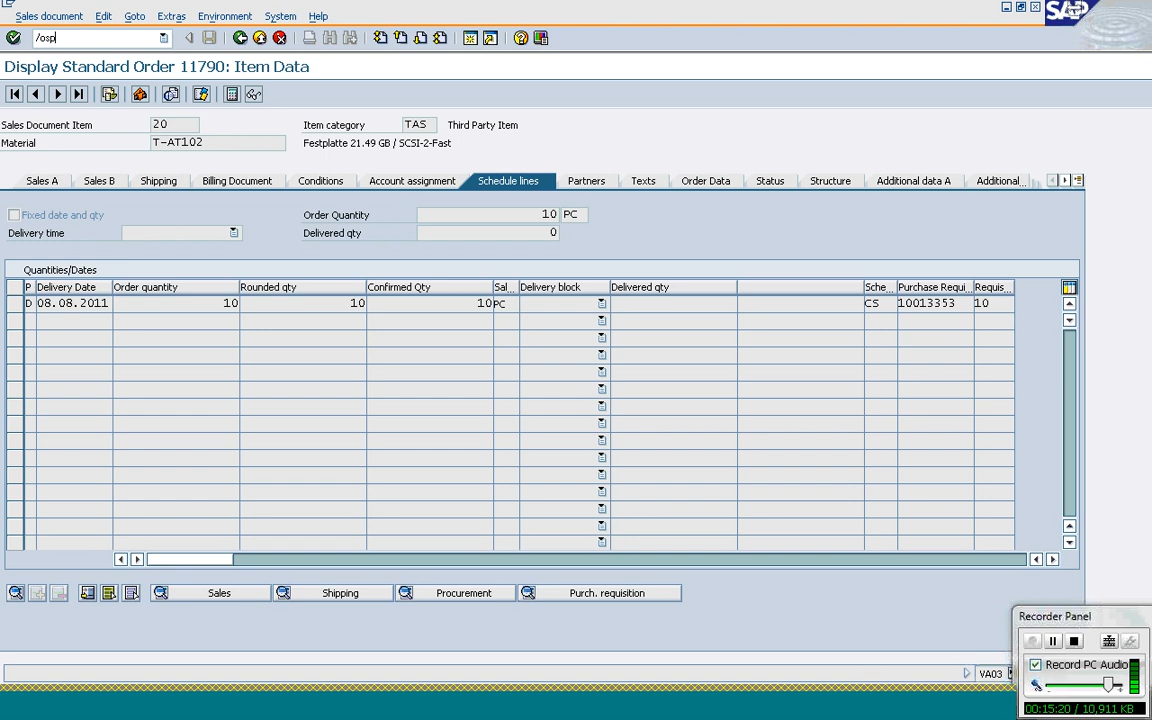 Sales document Edit Goto Extras Environment System Help
SAP
/osp
Display Standard Order 11790: Item Data
Sales Document Item 20 Item category TAS Third Party Item
Material T-AT102 Festplatte 21.49 GB / SCSI-2-Fast
Sales A Sales B Shipping Billing Document Conditions Account assignment Schedule lines Partners Texts Order Data Status Structure Additional data A Additional...
Fixed date and qty Order Quantity 10 PC
Delivery time Delivered qty 0
Quantities/Dates
P Delivery Date Order quantity Rounded qty Confirmed Qty Sal... Delivery block Delivered qty Sche... Purchase Requi... Requis...
D 08.08.2011 10 10 10 PC CS 10013353 10
Sales Shipping Procurement Purch. requisition
Recorder Panel
Record PC Audio
VA03
00:15:20 / 10,911 KB